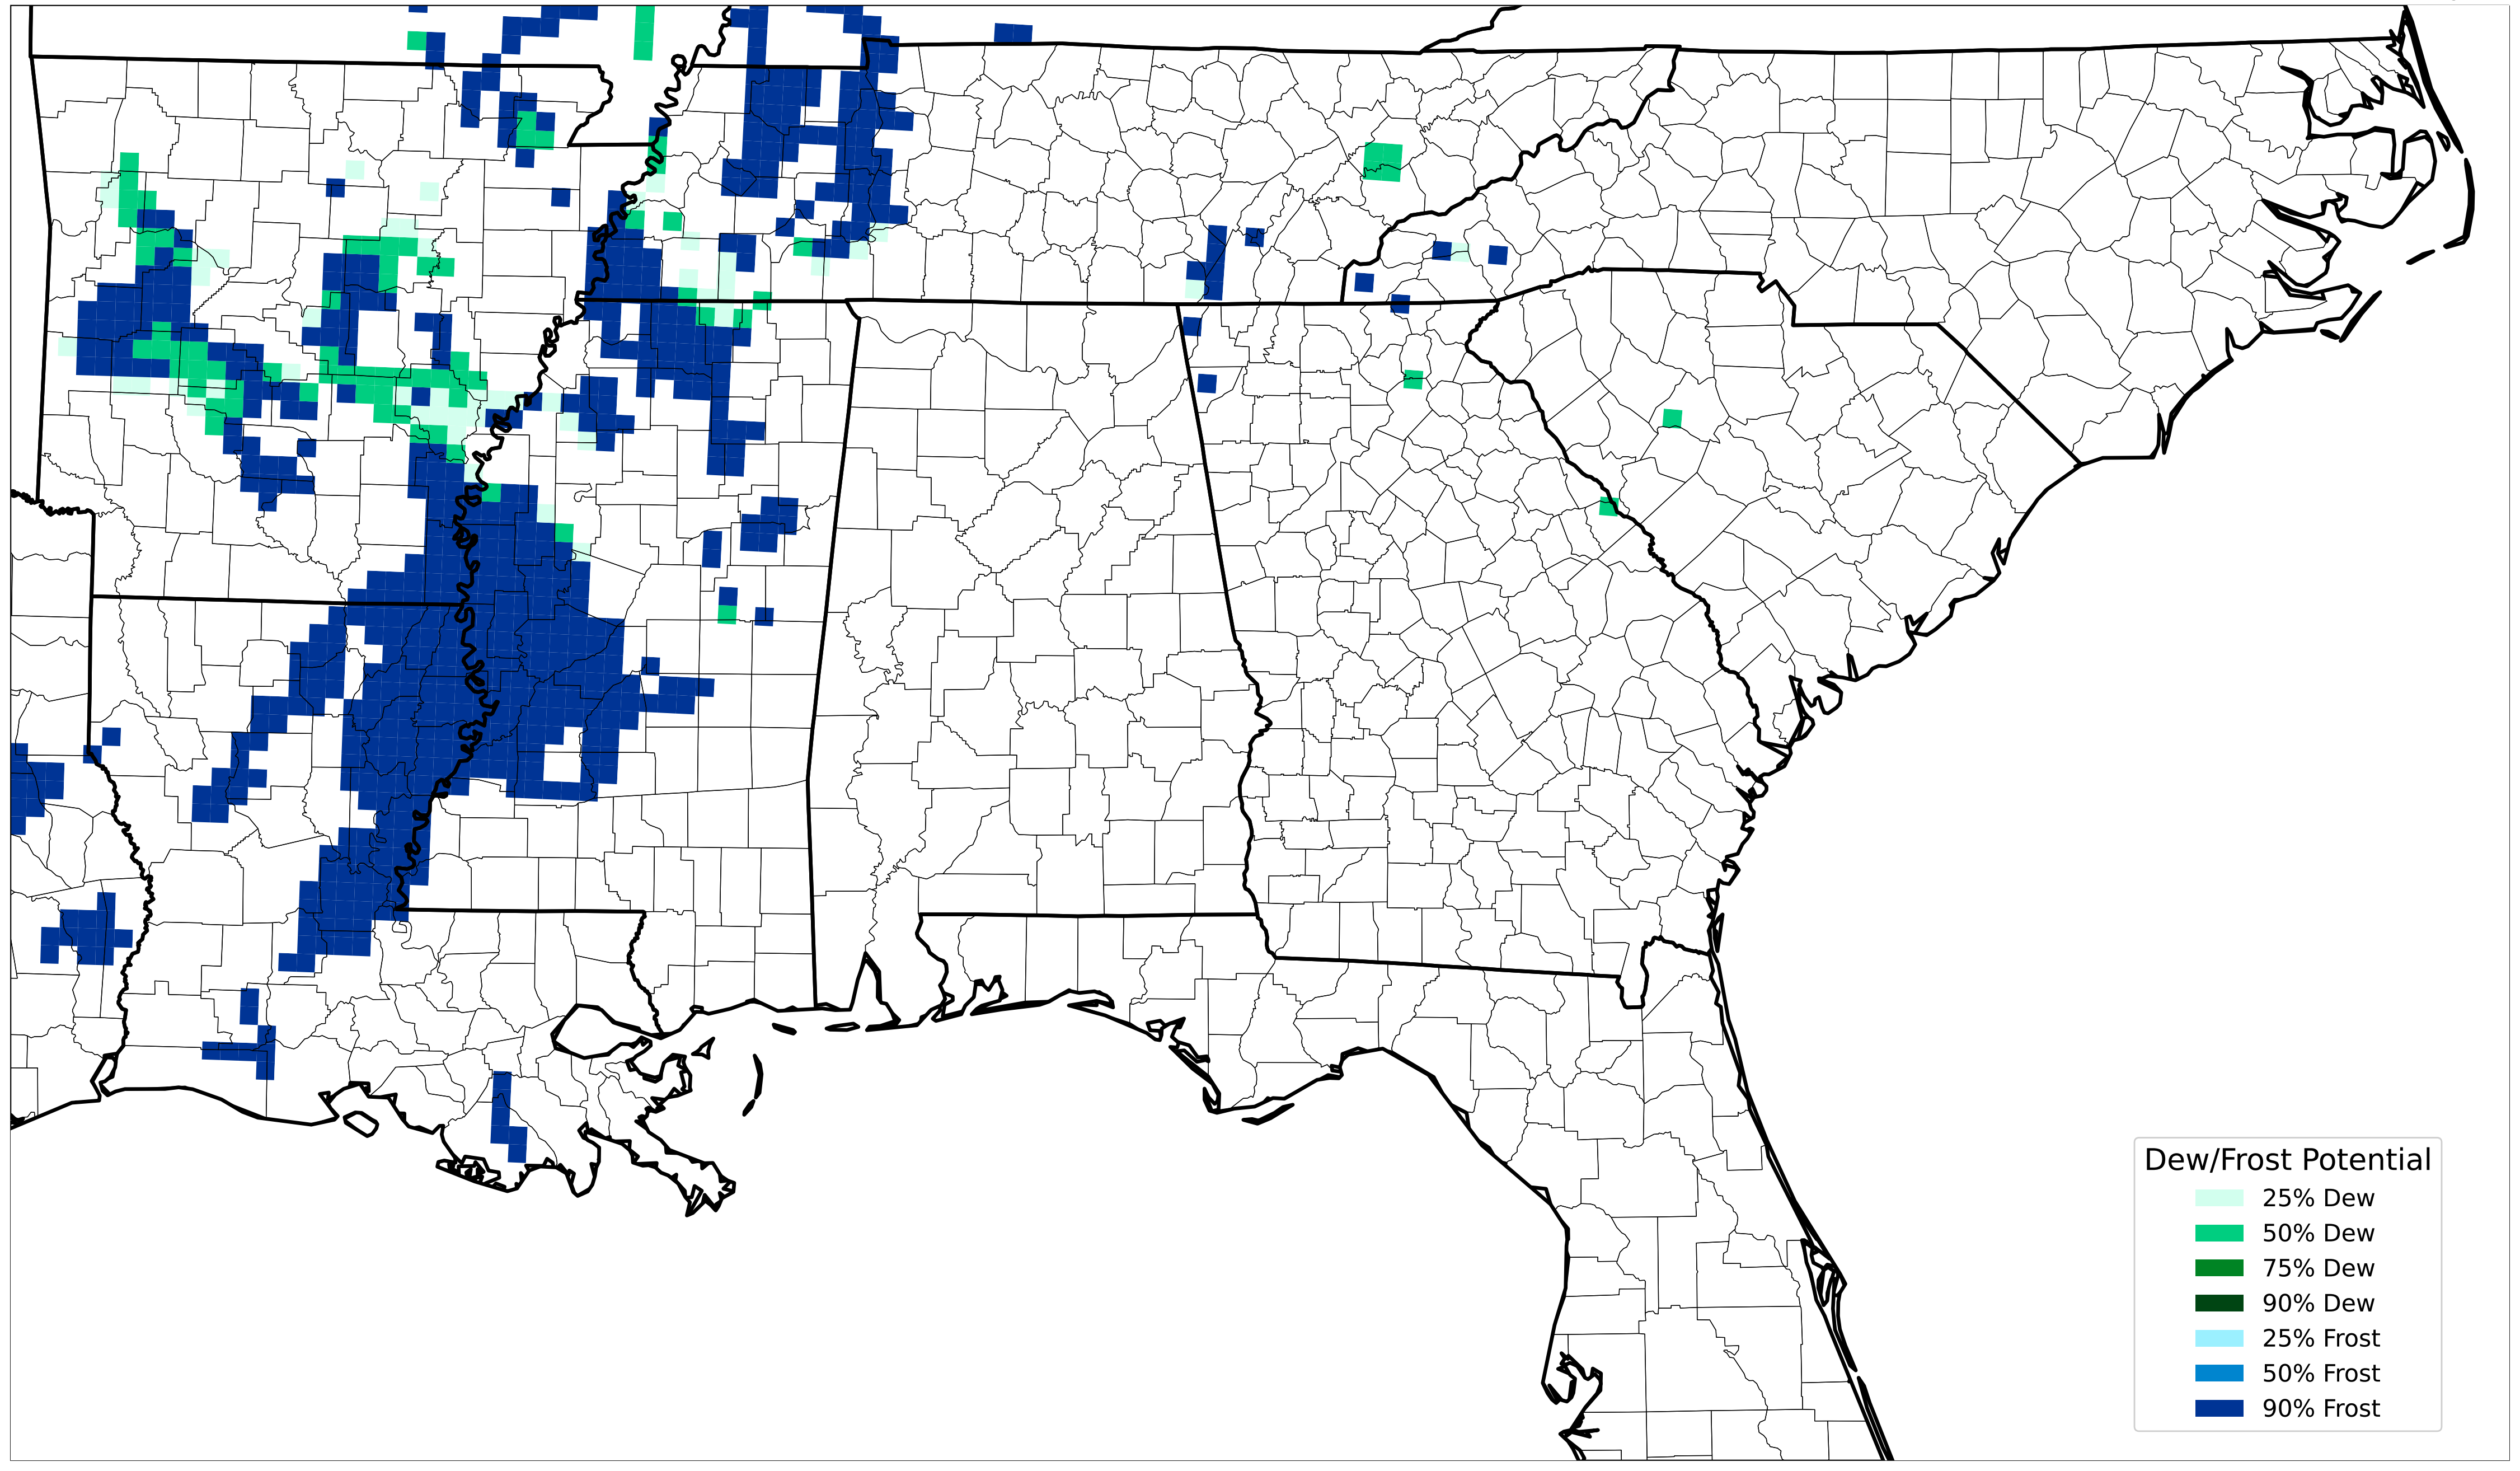 Dew/Frost Potential
25% Dew
50% Dew
75% Dew
90% Dew
25% Frost
50% Frost
90% Frost